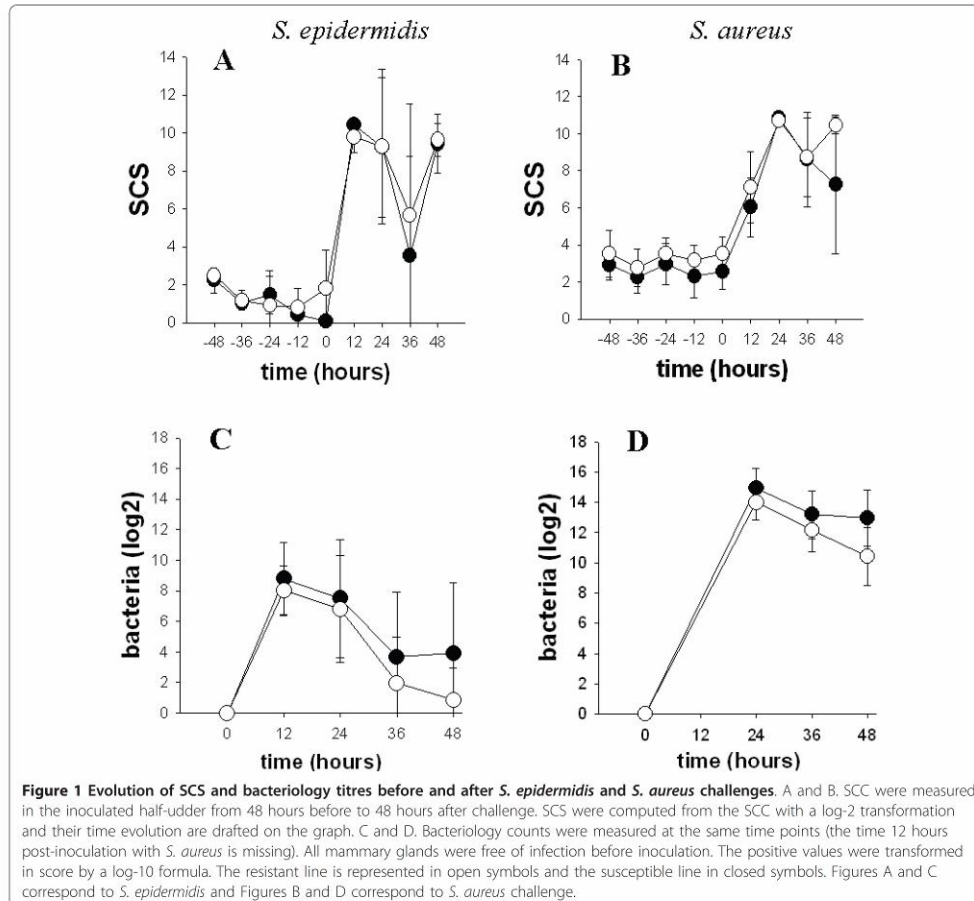 S. epidermidis
S. aureus
A
14
12
10
8
6
4
2
0
SCS
-48 -36 -24 -12 0 12 24 36 48
time (hours)
B
14
12
10
8
6
4
2
0
SCS
-48 -36 -24 -12 0 12 24 36 48
time (hours)
C
18
16
14
12
10
8
6
4
2
0
bacteria (log2)
0 12 24 36 48
time (hours)
D
18
16
14
12
10
8
6
4
2
0
bacteria (log2)
0 12 24 36 48
time (hours)
Figure 1 Evolution of SCS and bacteriology titres before and after S. epidermidis and S. aureus challenges. A and B. SCC were measured
in the inoculated half-udder from 48 hours before to 48 hours after challenge. SCS were computed from the SCC with a log-2 transformation
and their time evolution are drafted on the graph. C and D. Bacteriology counts were measured at the same time points (the time 12 hours
post-inoculation with S. aureus is missing). All mammary glands were free of infection before inoculation. The positive values were transformed
in score by a log-10 formula. The resistant line is represented in open symbols and the susceptible line in closed symbols. Figures A and C
correspond to S. epidermidis and Figures B and D correspond to S. aureus challenge.